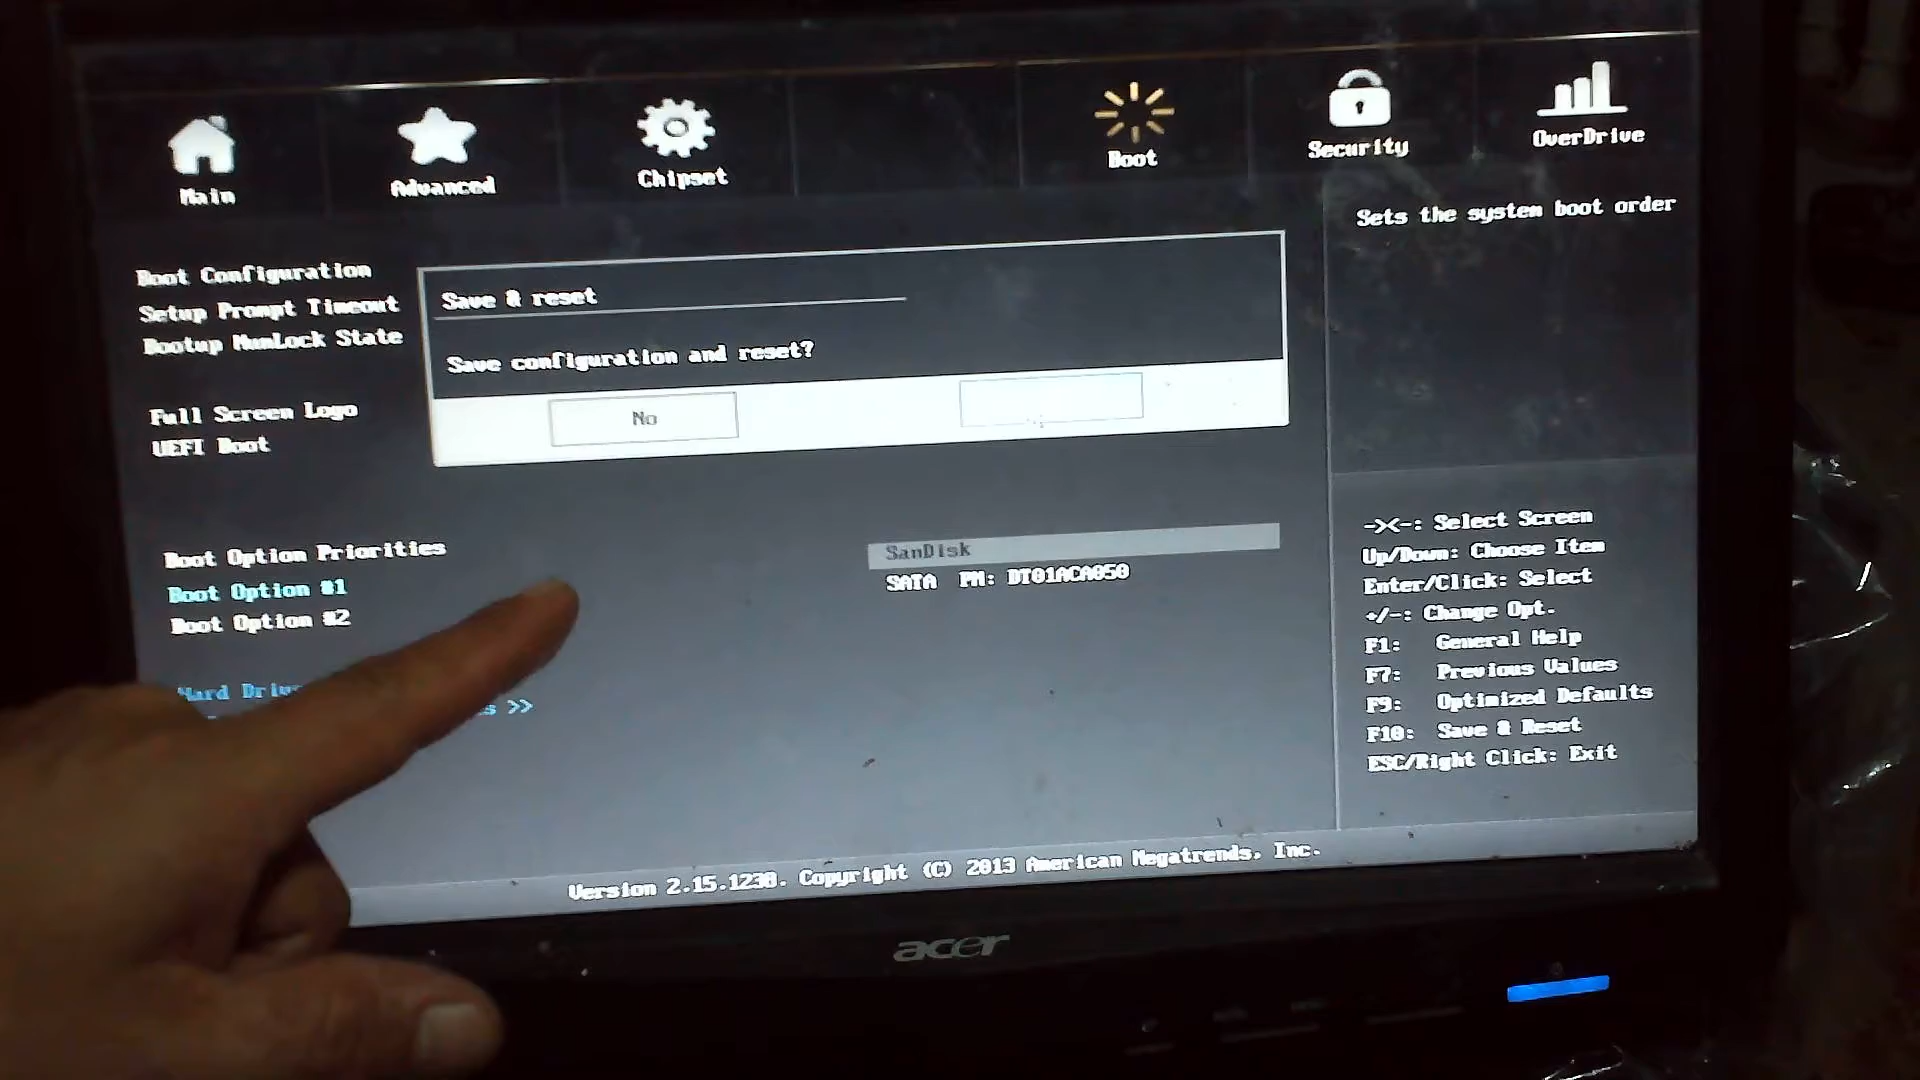 Main
Advanced
Chipset
Boot
Security
OverDrive
Sets the system boot order
Boot Configuration
Setup Prompt Timeout
Bootup NumLock State
Full Screen Logo
UEFI Boot
Save & reset
Save configuration and reset?
No
Boot Option Priorities
Boot Option #1
SanDisk
Boot Option #2
SATA PM: DT01ACA050
Hard Driv
s >>
-><-: Select Screen
Up/Down: Choose Item
Enter/Click: Select
+/-: Change Opt.
F1: General Help
F7: Previous Values
F9: Optimized Defaults
F10: Save & Reset
ESC/Right Click: Exit
Version 2.15.1230. Copyright (C) 2013 American Megatrends, Inc.
acer